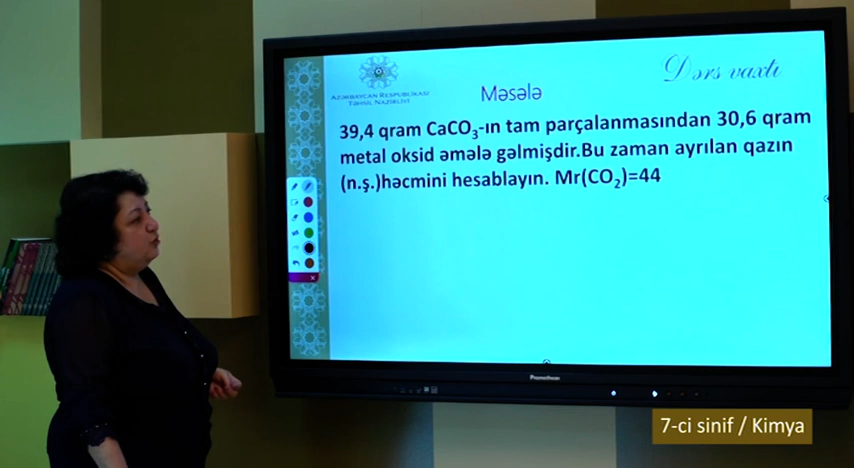 AZƏRBAYCAN RESPUBLİKASI
TƏHSİL NAZİRLİYİ
Dərs vaxtı
Məsələ
39,4 qram CaCO₃-ın tam parçalanmasından 30,6 qram
metal oksid əmələ gəlmişdir.Bu zaman ayrılan qazın
(n.ş.)həcmini hesablayın. Mr(CO₂)=44
Promethean
7-ci sinif / Kimya